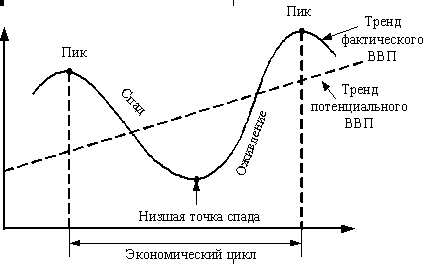 Пик
Тренд
фактического
ВВП
Пик
Спад
Тренд
потенциального
ВВП
Оживление
Низшая точка спада
Экономический цикл